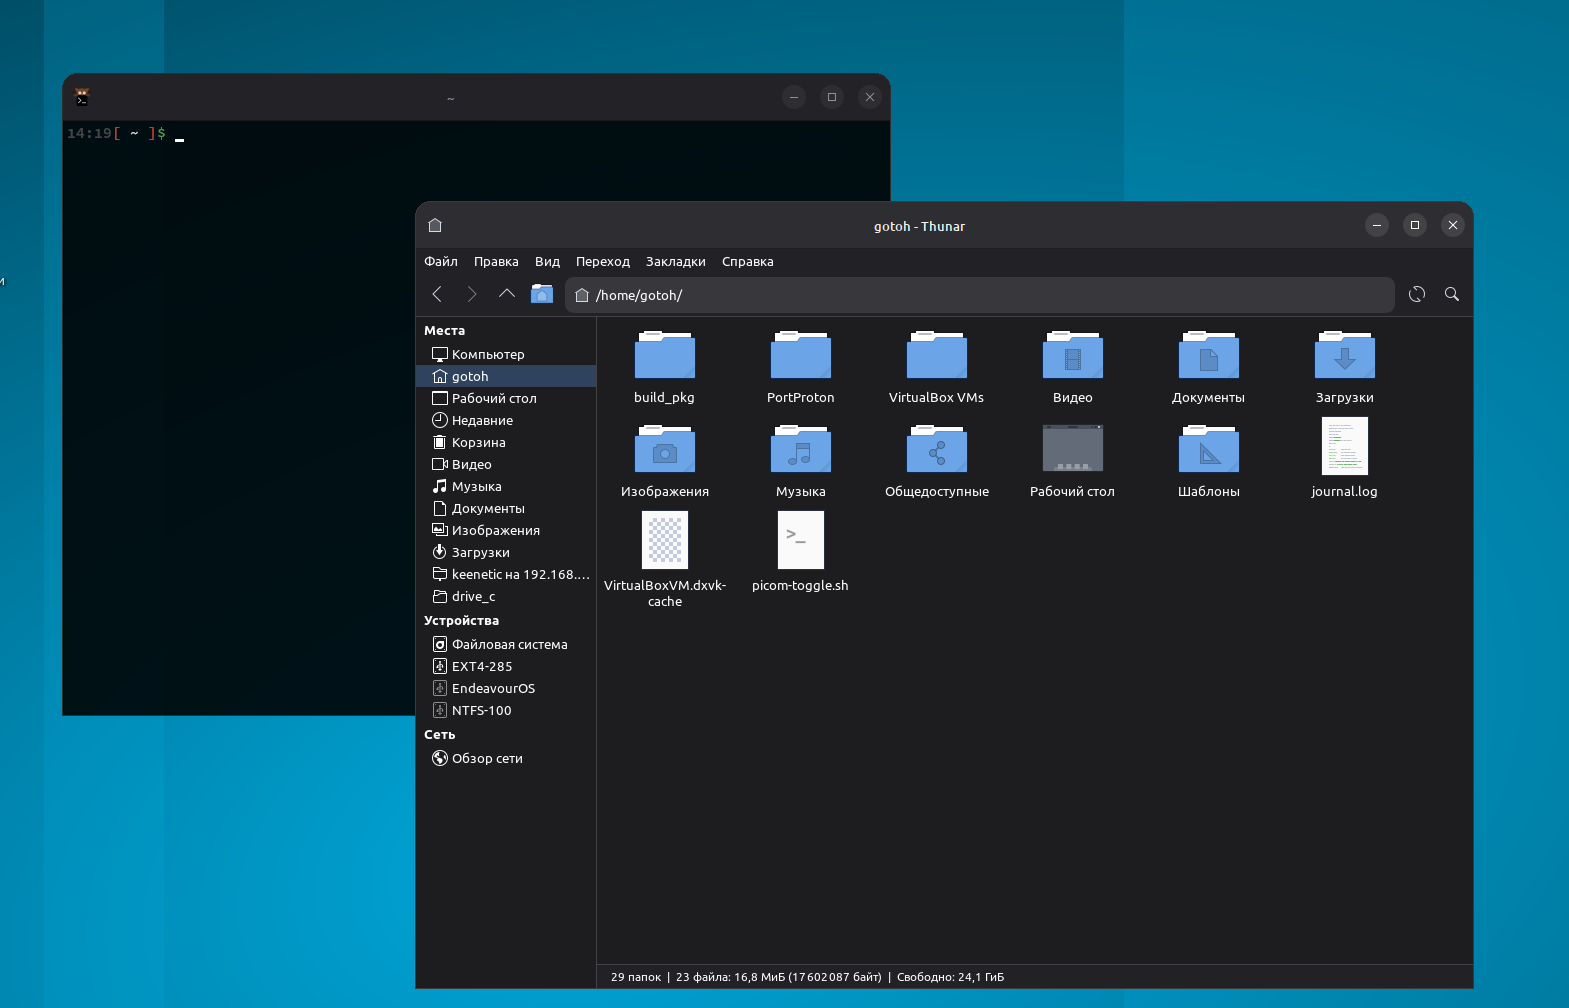 ~
14:19[ ~ ]$
и
gotoh - Thunar
Файл Правка Вид Переход Закладки Справка
/home/gotoh/
Места
Компьютер
gotoh
Рабочий стол
Недавние
Корзина
Видео
Музыка
Документы
Изображения
Загрузки
keenetic на 192.168....
drive_c
Устройства
Файловая система
EXT4-285
EndeavourOS
NTFS-100
Сеть
Обзор сети
build_pkg PortProton VirtualBox VMs Видео Документы Загрузки
Изображения Музыка Общедоступные Рабочий стол Шаблоны journal.log
>_
VirtualBoxVM.dxvk-
cache
picom-toggle.sh
29 папок | 23 файла: 16,8 МиБ (17602087 байт) | Свободно: 24,1 ГиБ